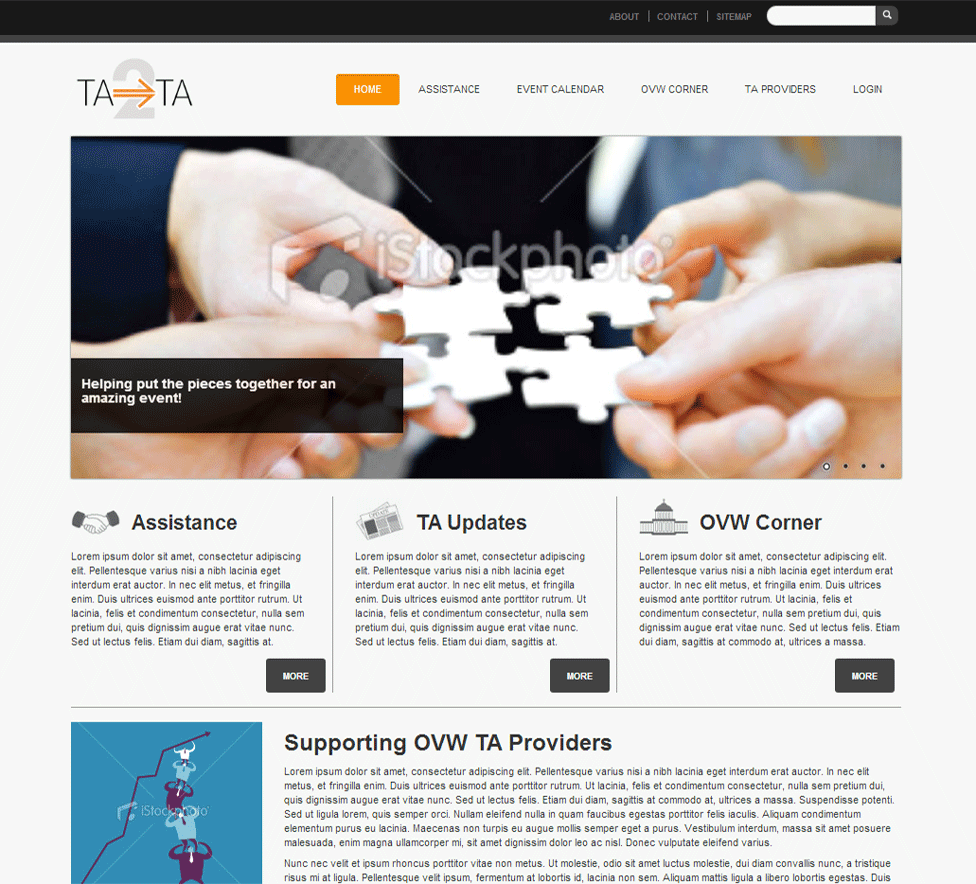 ABOUT CONTACT SITEMAP
TA 2 TA
HOME ASSISTANCE EVENT CALENDAR OVW CORNER TA PROVIDERS LOGIN
iStockphoto
Helping put the pieces together for an
amazing event!
Assistance
Lorem ipsum dolor sit amet, consectetur adipiscing
elit. Pellentesque varius nisi a nibh lacinia eget
interdum erat auctor. In nec elit metus, et fringilla
enim. Duis ultrices euismod ante porttitor rutrum. Ut
lacinia, felis et condimentum consectetur, nulla sem
pretium dui, quis dignissim augue erat vitae nunc.
Sed ut lectus felis. Etiam dui diam, sagittis at.
MORE
TA Updates
Lorem ipsum dolor sit amet, consectetur adipiscing
elit. Pellentesque varius nisi a nibh lacinia eget
interdum erat auctor. In nec elit metus, et fringilla
enim. Duis ultrices euismod ante porttitor rutrum. Ut
lacinia, felis et condimentum consectetur, nulla sem
pretium dui, quis dignissim augue erat vitae nunc.
Sed ut lectus felis. Etiam dui diam, sagittis at.
MORE
OVW Corner
Lorem ipsum dolor sit amet, consectetur adipiscing
elit. Pellentesque varius nisi a nibh lacinia eget
interdum erat auctor. In nec elit metus, et fringilla
enim. Duis ultrices euismod ante porttitor rutrum. Ut lacinia, felis et
condimentum consectetur, nulla sem pretium dui, quis
dignissim augue erat vitae nunc. Sed ut lectus felis. Etiam
dui diam, sagittis at commodo at, ultrices a massa.
MORE
iStockphoto
Supporting OVW TA Providers
Lorem ipsum dolor sit amet, consectetur adipiscing elit. Pellentesque varius nisi a nibh lacinia eget interdum erat auctor. In nec elit
metus, et fringilla enim. Duis ultrices euismod ante porttitor rutrum. Ut lacinia, felis et condimentum consectetur, nulla sem pretium dui,
quis dignissim augue erat vitae nunc. Sed ut lectus felis. Etiam dui diam, sagittis at commodo at, ultrices a massa. Suspendisse potenti.
Sed ut ligula lorem, quis semper orci. Nullam eleifend nulla in quam faucibus egestas porttitor felis iaculis. Aliquam condimentum
elementum purus eu lacinia. Maecenas non turpis eu augue mollis semper eget a purus. Vestibulum interdum, massa sit amet posuere
malesuada, enim magna ullamcorper mi, sit amet dignissim dolor leo ac nisl. Donec vulputate eleifend varius.
Nunc nec velit et ipsum rhoncus porttitor vitae non metus. Ut molestie, odio sit amet luctus molestie, dui diam convallis nunc, a tristique
risus mi at ligula. Pellentesque velit ipsum, fermentum at lobortis id, lacinia non sem. Aliquam mattis ligula a libero lobortis egestas. Duis